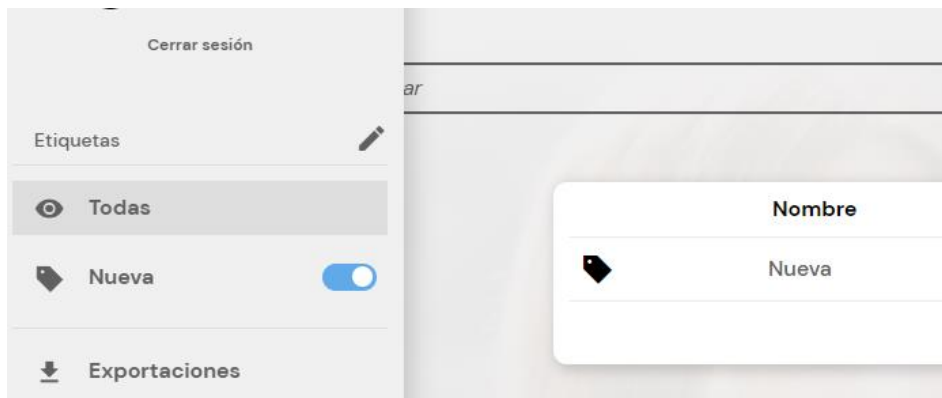 Cerrar sesión
ar
Etiquetas
Todas
Nueva
Exportaciones
Nombre
Nueva